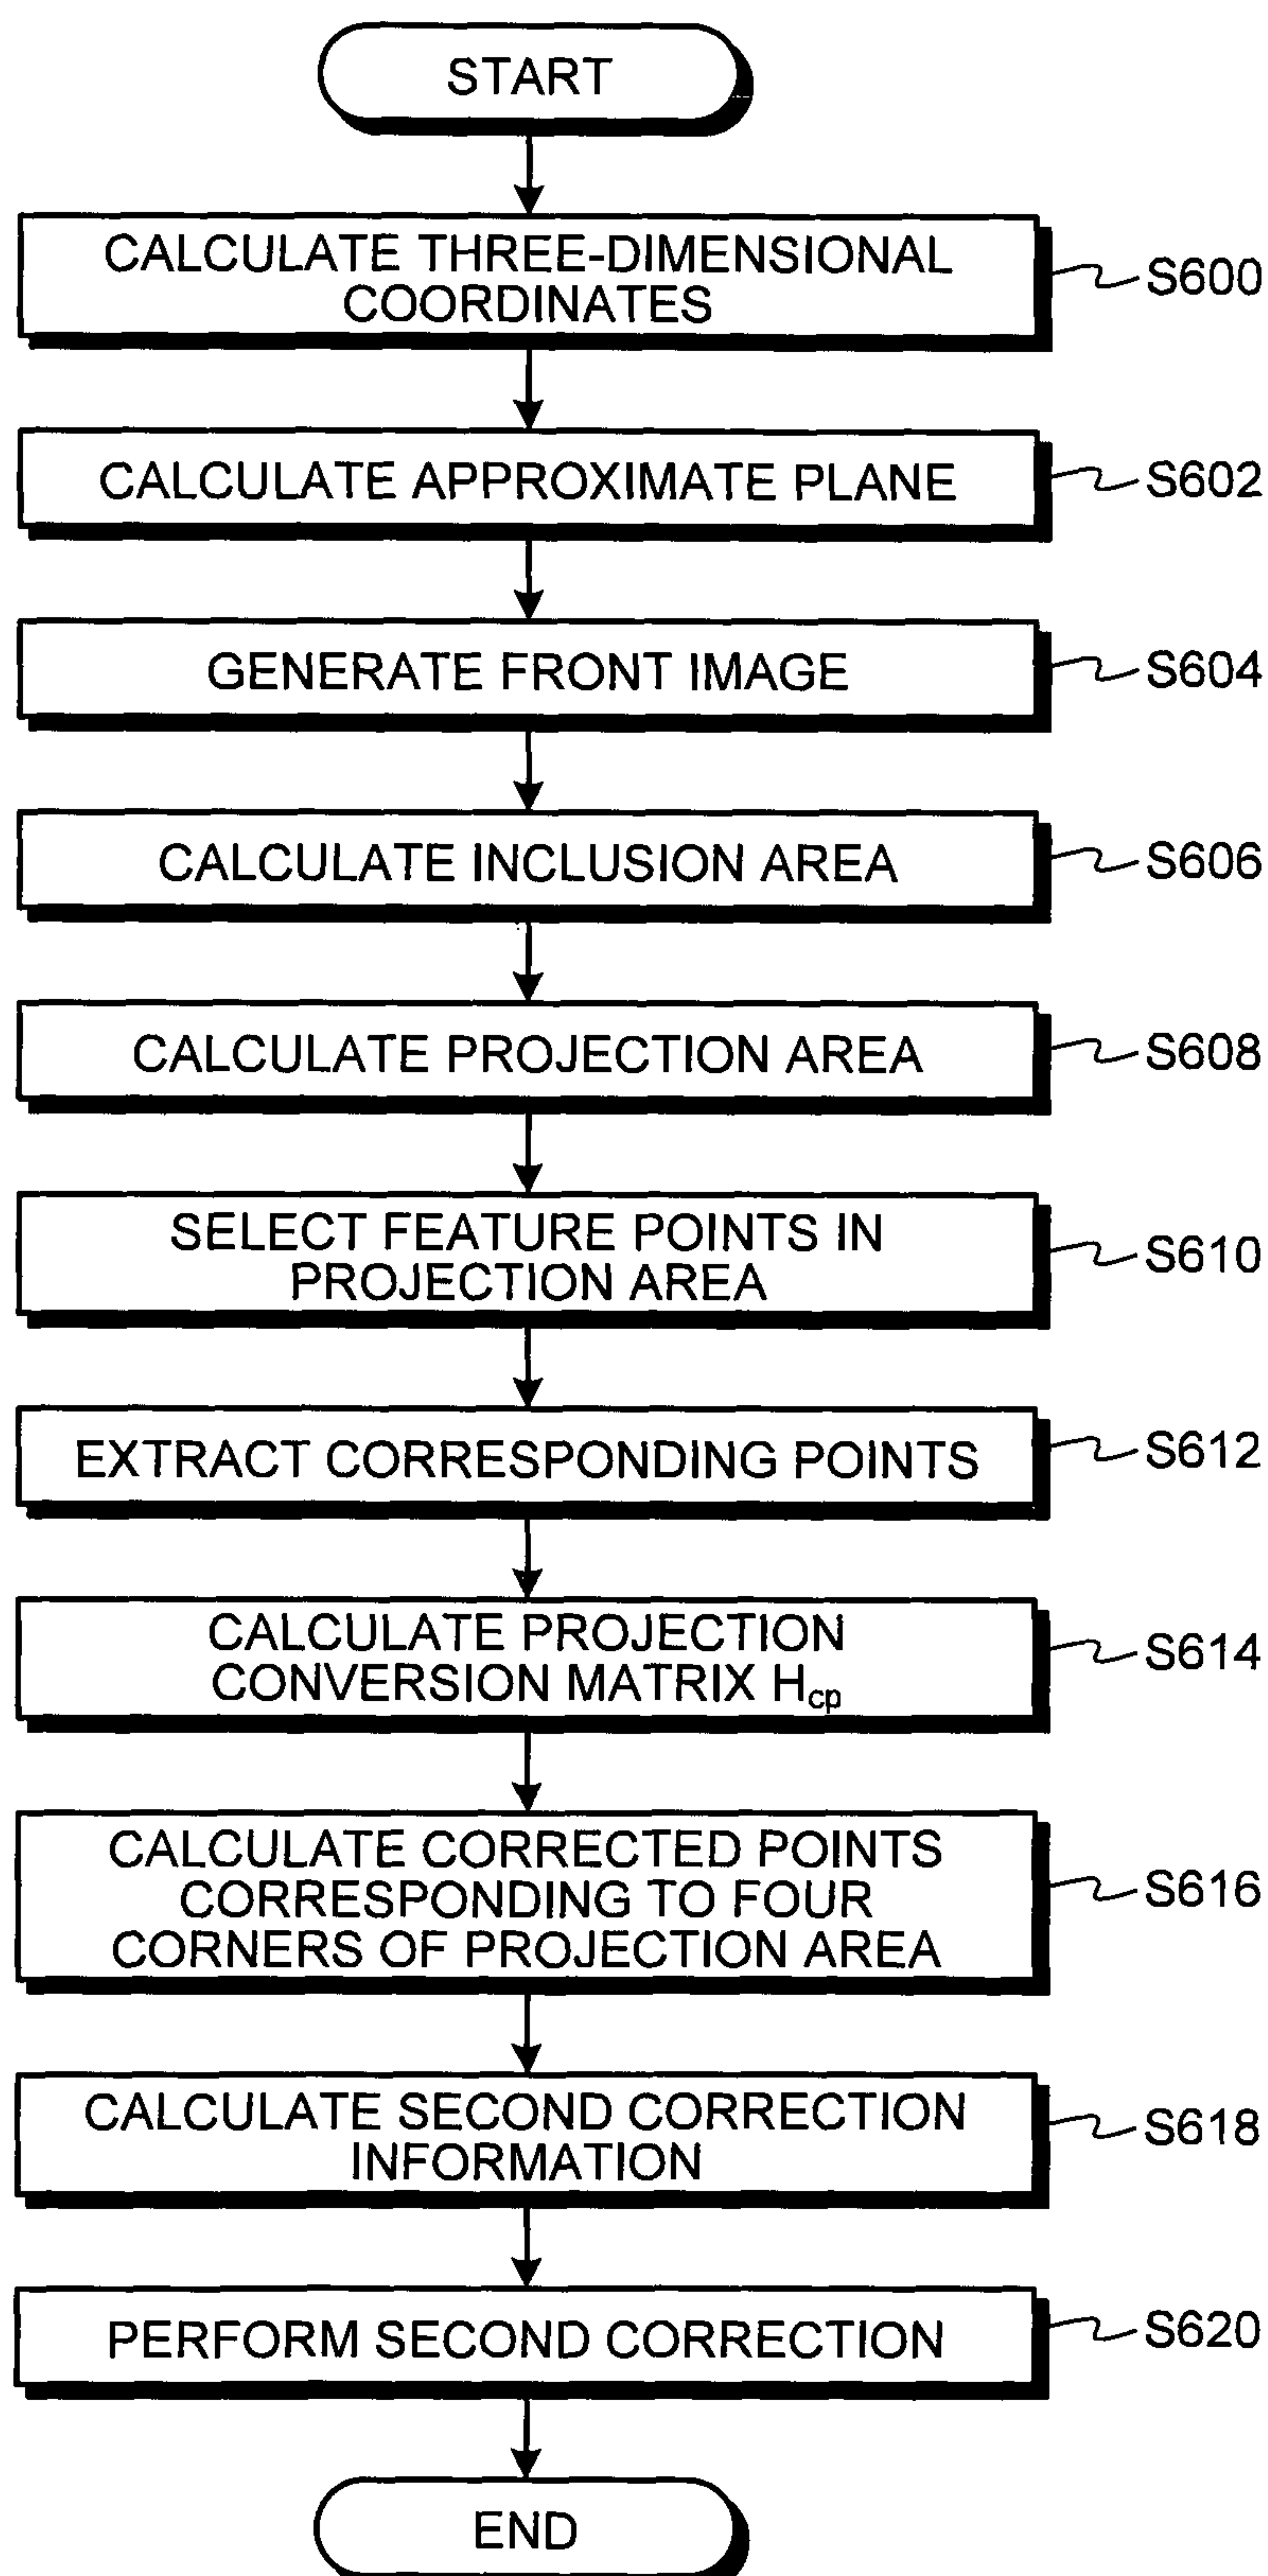 START
CALCULATE THREE-DIMENSIONAL
COORDINATES
S600
CALCULATE APPROXIMATE PLANE
S602
GENERATE FRONT IMAGE
S604
CALCULATE INCLUSION AREA
S606
CALCULATE PROJECTION AREA
S608
SELECT FEATURE POINTS IN
PROJECTION AREA
S610
EXTRACT CORRESPONDING POINTS
S612
CALCULATE PROJECTION
CONVERSION MATRIX Hcp
S614
CALCULATE CORRECTED POINTS
CORRESPONDING TO FOUR
CORNERS OF PROJECTION AREA
S616
CALCULATE SECOND CORRECTION
INFORMATION
S618
PERFORM SECOND CORRECTION
S620
END